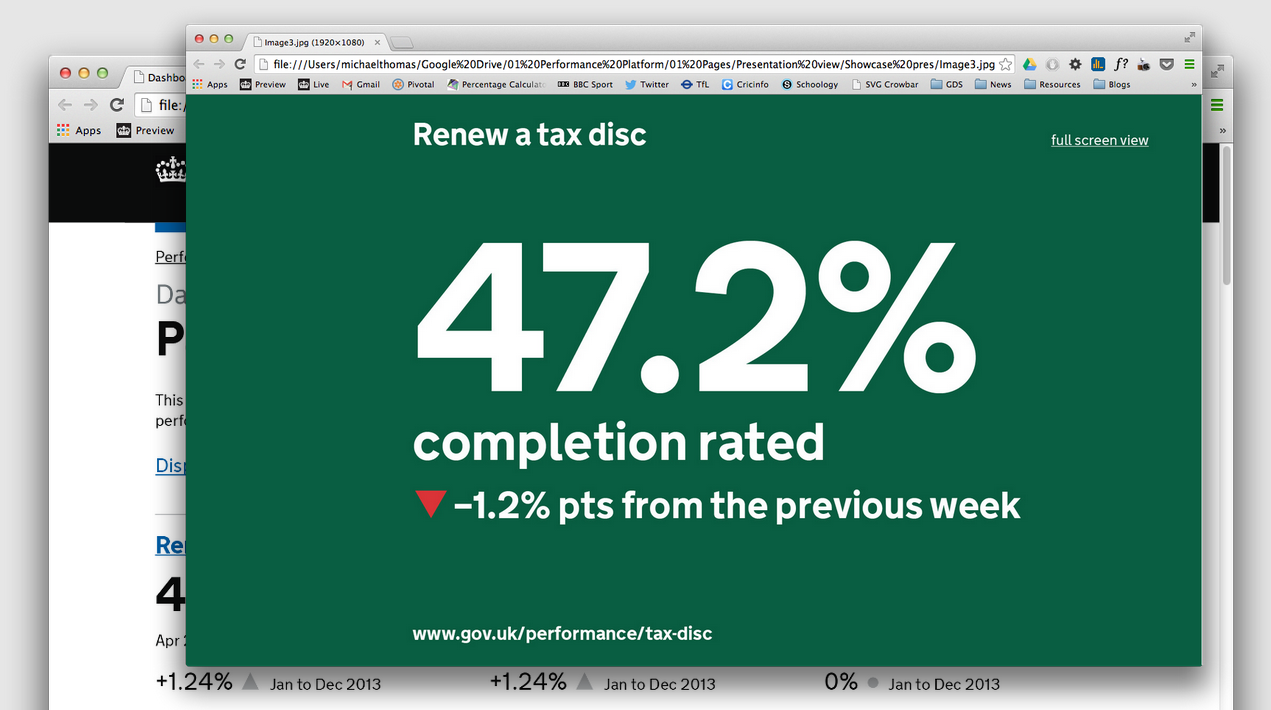 Image3.jpg (1920×1080)
file:///Users/michaelthomas/Google%20Drive/01%20Performance%20Platform/01%20Pages/Presentation%20view/Showcase%20pres/Image3.jpg
Apps Preview Live Gmail Pivotal Percentage Calculat BBC Sport Twitter TfL Cricinfo Schoology SVG Crowbar GDS News Resources Blogs »
Renew a tax disc
full screen view
47.2%
completion rated
–1.2% pts from the previous week
www.gov.uk/performance/tax-disc
Dashbo
file:/
Apps Preview »
Perf
Da
P
This
perf
Disp
Re
4
Apr 2
+1.24% Jan to Dec 2013 +1.24% Jan to Dec 2013 0% Jan to Dec 2013